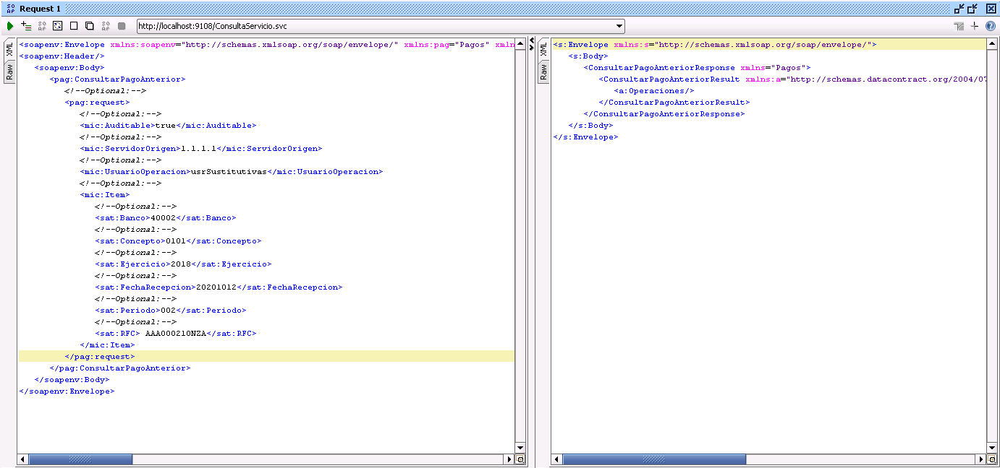 Request 1
http://localhost:9108/ConsultaServicio.svc
XML
Raw
<soapenv:Envelope xmlns:soapenv="http://schemas.xmlsoap.org/soap/envelope/" xmlns:pag="Pagos" xmln
<soapenv:Header/>
<soapenv:Body>
<pag:ConsultarPagoAnterior>
<!--Optional:-->
<pag:request>
<!--Optional:-->
<mic:Auditable>true</mic:Auditable>
<!--Optional:-->
<mic:ServidorOrigen>1.1.1.1</mic:ServidorOrigen>
<!--Optional:-->
<mic:UsuarioOperacion>usrSustitutivas</mic:UsuarioOperacion>
<!--Optional:-->
<mic:Item>
<!--Optional:-->
<sat:Banco>40002</sat:Banco>
<!--Optional:-->
<sat:Concepto>0101</sat:Concepto>
<!--Optional:-->
<sat:Ejercicio>2018</sat:Ejercicio>
<!--Optional:-->
<sat:FechaRecepcion>20201012</sat:FechaRecepcion>
<!--Optional:-->
<sat:Periodo>002</sat:Periodo>
<!--Optional:-->
<sat:RFC> AAA000210NZA</sat:RFC>
</mic:Item>
</pag:request>
</pag:ConsultarPagoAnterior>
</soapenv:Body>
</soapenv:Envelope>
XML
Raw
<s:Envelope xmlns:s="http://schemas.xmlsoap.org/soap/envelope/">
<s:Body>
<ConsultarPagoAnteriorResponse xmlns="Pagos">
<ConsultarPagoAnteriorResult xmlns:a="http://schemas.datacontract.org/2004/07
<a:Operaciones/>
</ConsultarPagoAnteriorResult>
</ConsultarPagoAnteriorResponse>
</s:Body>
</s:Envelope>